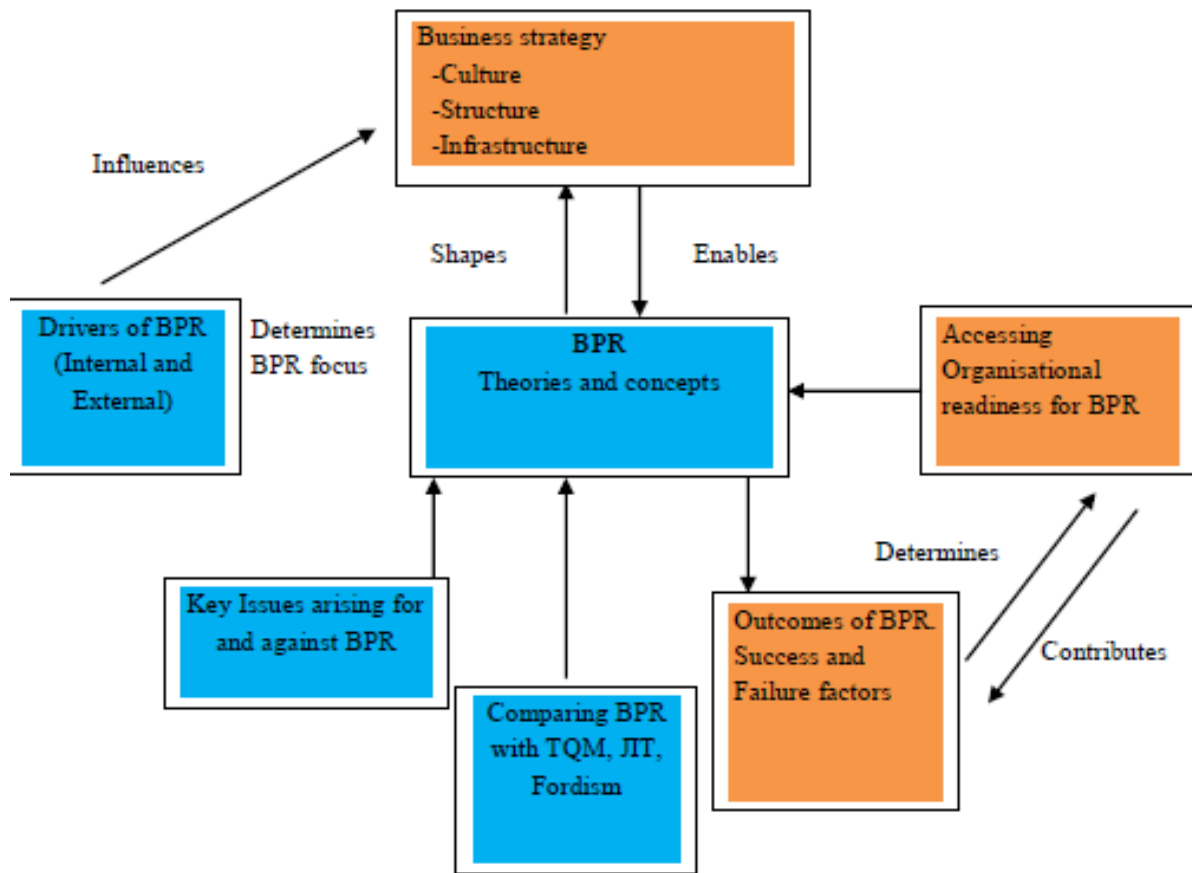 Business strategy
-Culture
-Structure
-Infrastructure
Influences
Shapes
Enables
Drivers of BPR
(Internal and
External)
Determines
BPR focus
BPR
Theories and concepts
Accessing
Organisational
readiness for BPR
Key Issues arising for
and against BPR
Determines
Contributes
Outcomes of BPR.
Success and
Failure factors
Comparing BPR
with TQM, JIT,
Fordism